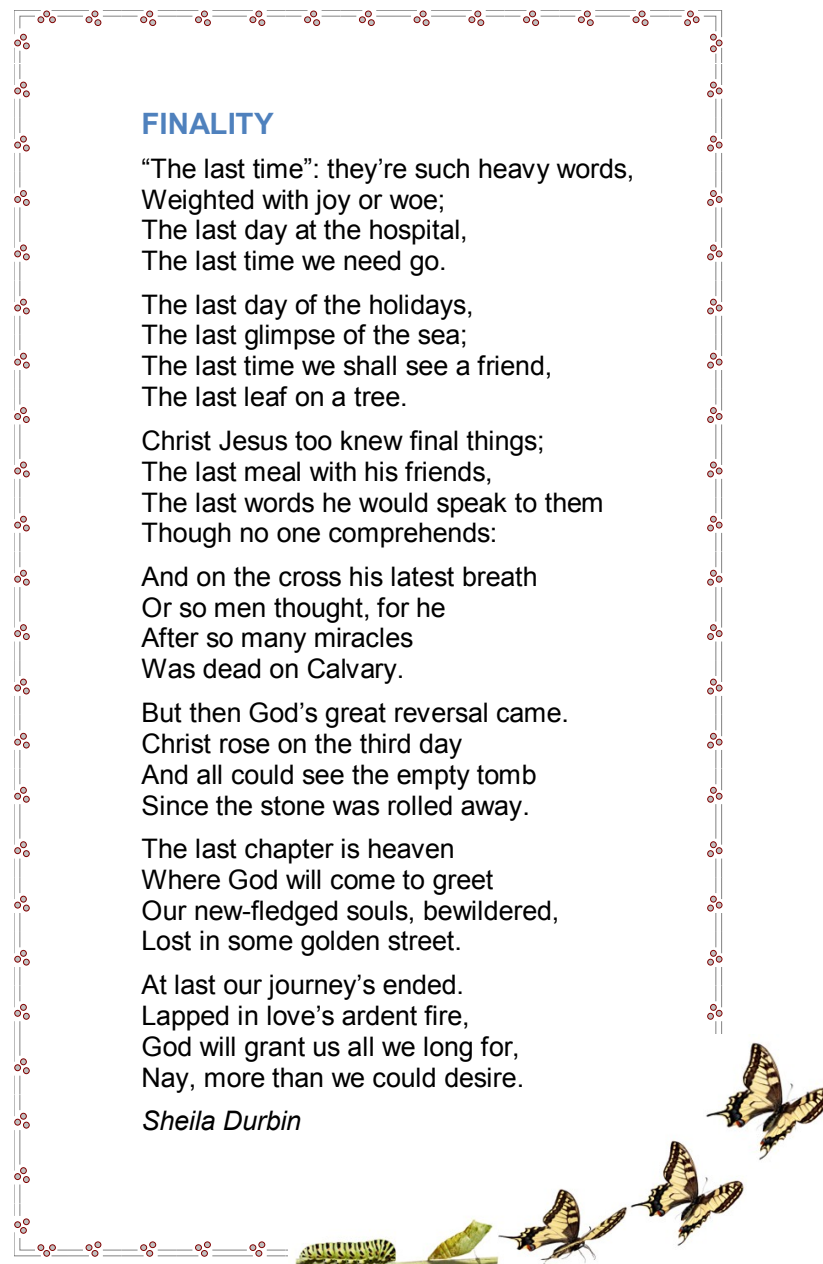 FINALITY
“The last time”: they’re such heavy words,
Weighted with joy or woe;
The last day at the hospital,
The last time we need go.
The last day of the holidays,
The last glimpse of the sea;
The last time we shall see a friend,
The last leaf on a tree.
Christ Jesus too knew final things;
The last meal with his friends,
The last words he would speak to them
Though no one comprehends:
And on the cross his latest breath
Or so men thought, for he
After so many miracles
Was dead on Calvary.
But then God’s great reversal came.
Christ rose on the third day
And all could see the empty tomb
Since the stone was rolled away.
The last chapter is heaven
Where God will come to greet
Our new-fledged souls, bewildered,
Lost in some golden street.
At last our journey’s ended.
Lapped in love’s ardent fire,
God will grant us all we long for,
Nay, more than we could desire.
Sheila Durbin